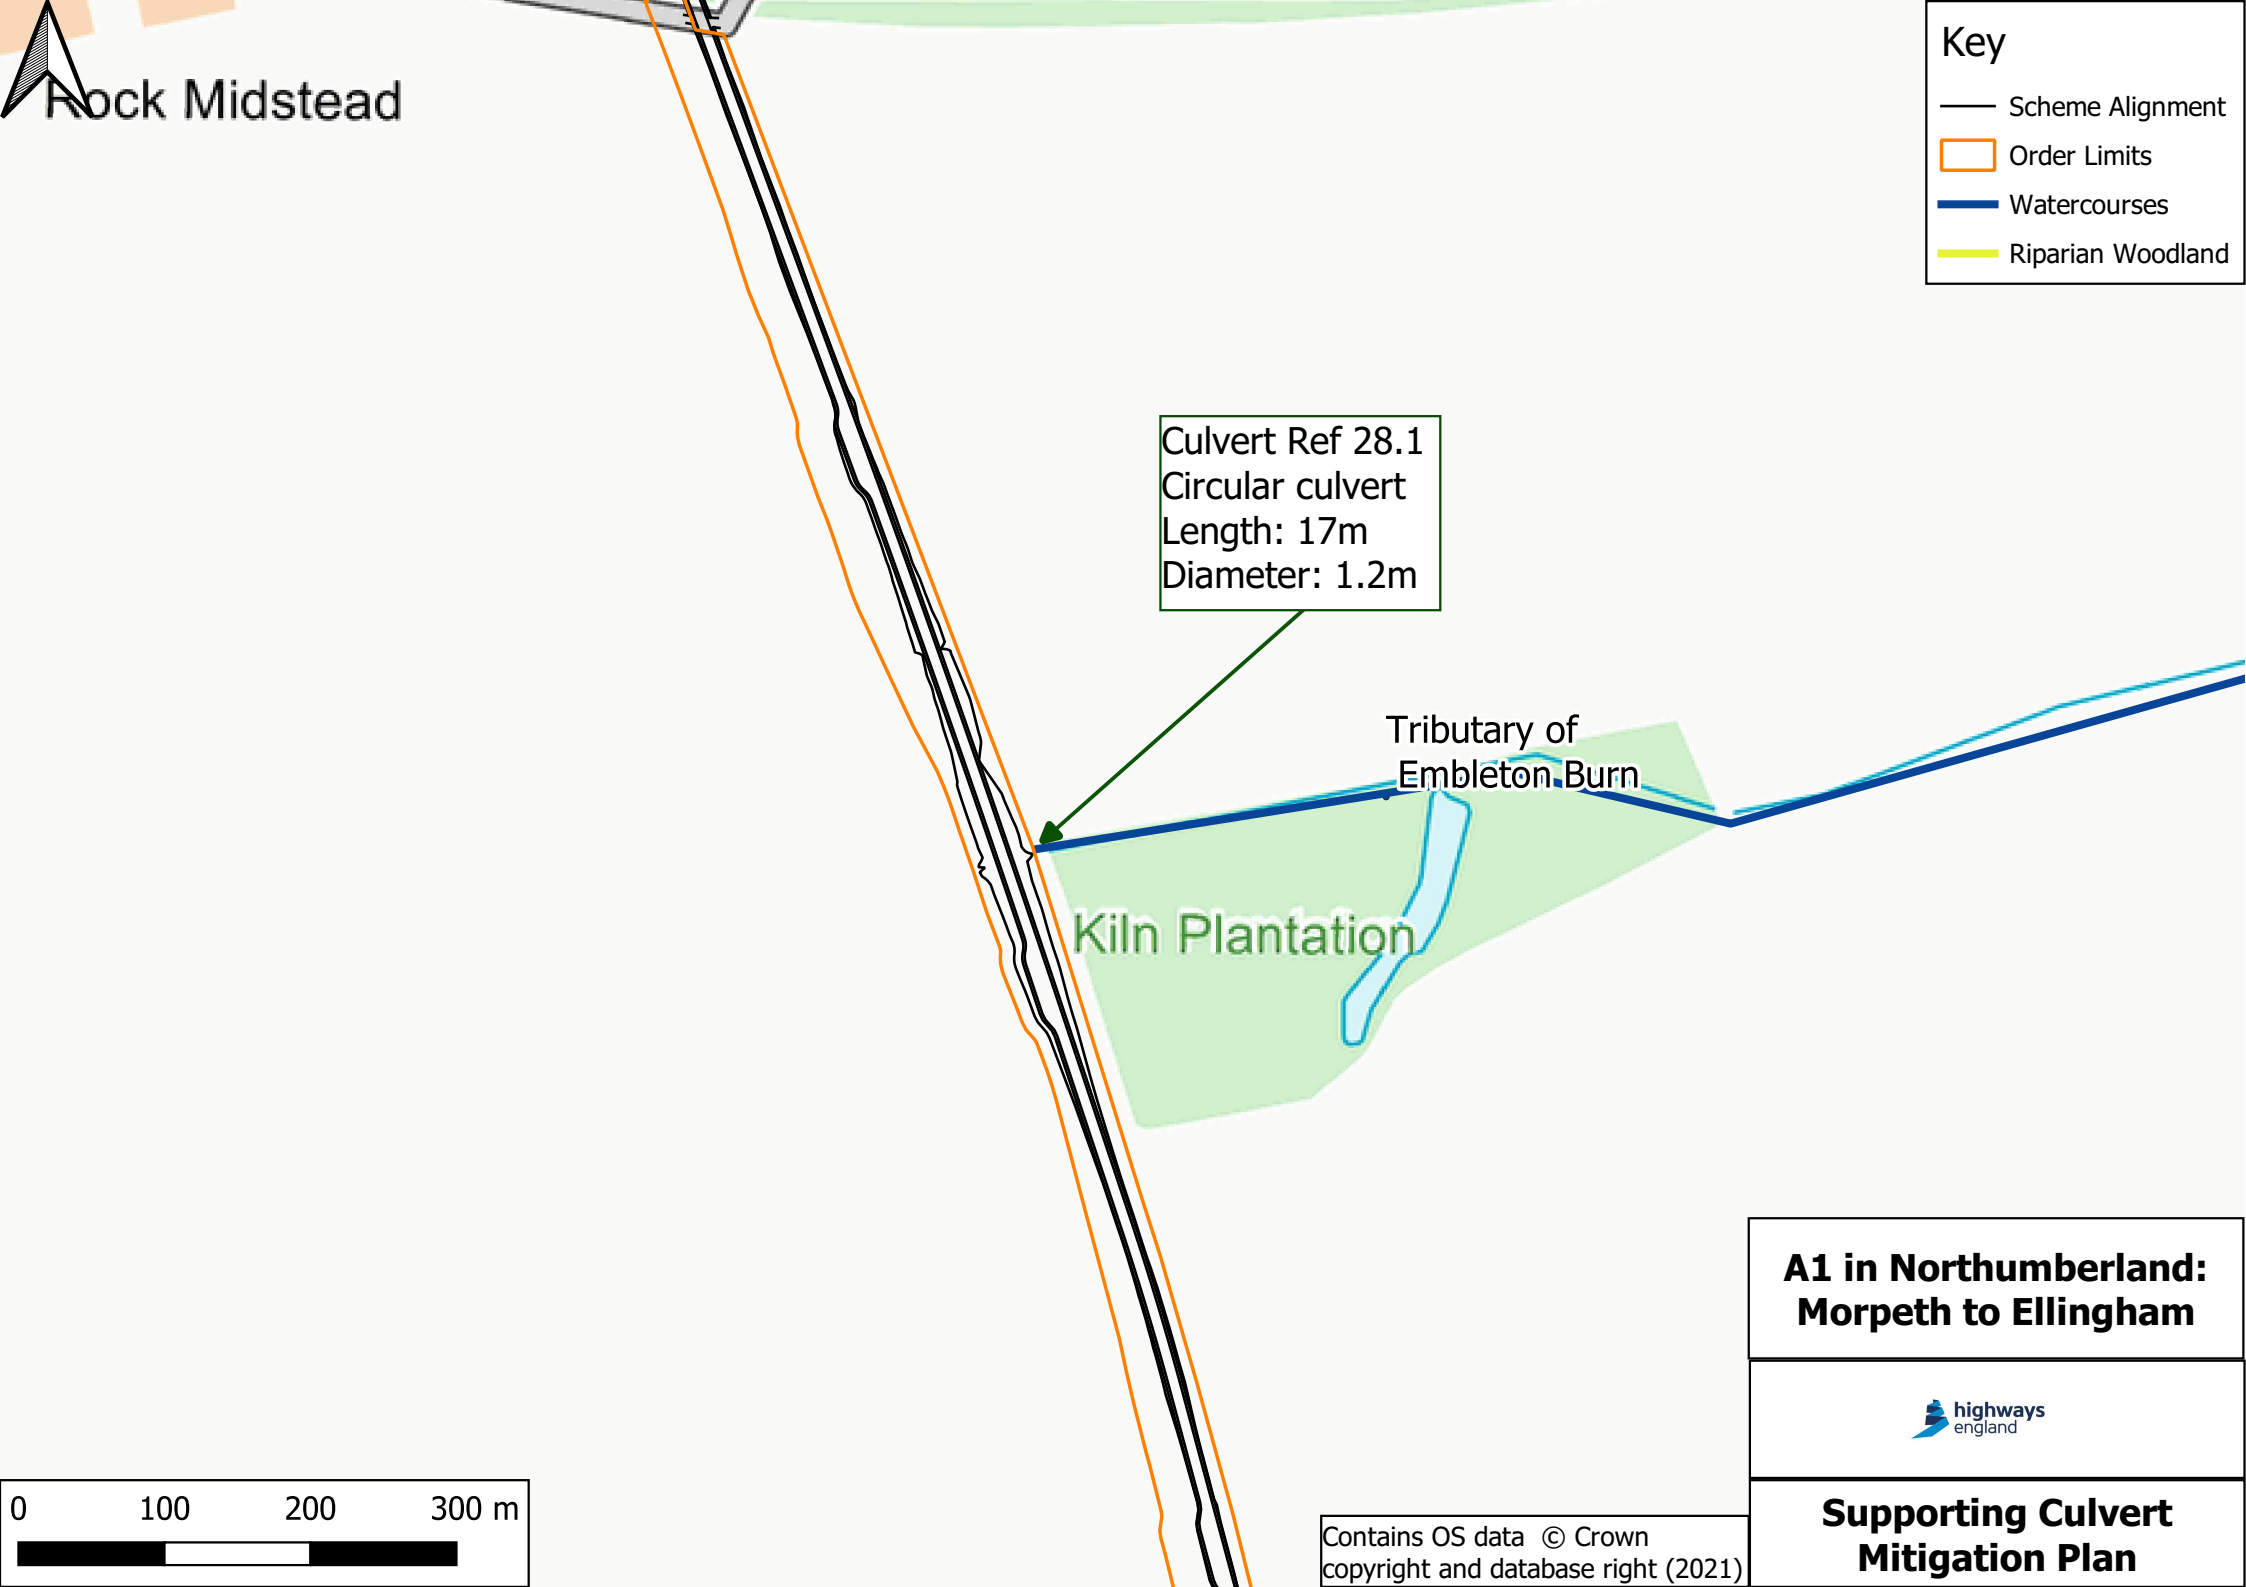 Rock Midstead
Key
Scheme Alignment
Order Limits
Watercourses
Riparian Woodland
Culvert Ref 28.1
Circular culvert
Length: 17m
Diameter: 1.2m
Tributary of
Embleton Burn
Kiln Plantation
A1 in Northumberland:
Morpeth to Ellingham
highways
england
Supporting Culvert
Mitigation Plan
0 100 200 300 m
Contains OS data © Crown
copyright and database right (2021)